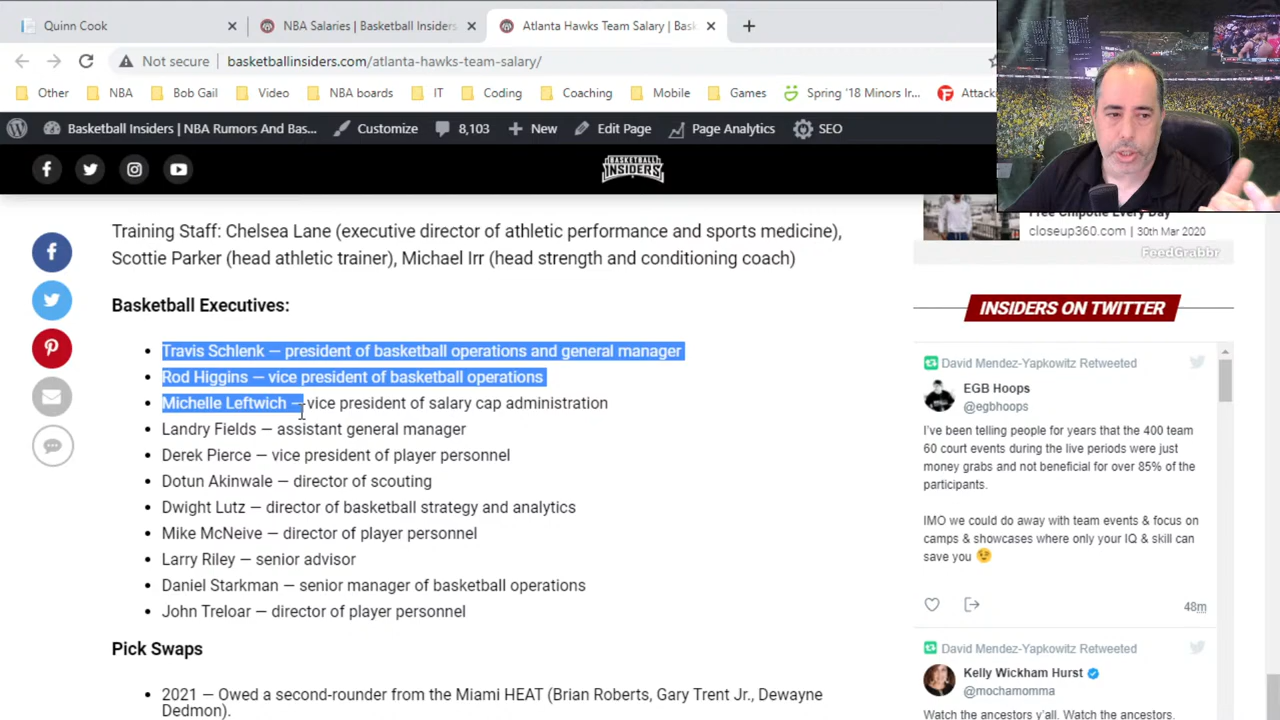 Quinn Cook
NBA Salaries | Basketball Insiders
Atlanta Hawks Team Salary | Bask
Not secure
basketballinsiders.com/atlanta-hawks-team-salary/
Other
NBA
Bob Gail
Video
NBA boards
IT
Coding
Coaching
Mobile
Games
Spring '18 Minors Ir...
Attack
Basketball Insiders | NBA Rumors And Bas...
Customize
8,103
New
Edit Page
Page Analytics
SEO
BASKETBALL
INSIDERS
Training Staff: Chelsea Lane (executive director of athletic performance and sports medicine),
Scottie Parker (head athletic trainer), Michael Irr (head strength and conditioning coach)
Basketball Executives:
Travis Schlenk — president of basketball operations and general manager
Rod Higgins — vice president of basketball operations
Michelle Leftwich — vice president of salary cap administration
Landry Fields — assistant general manager
Derek Pierce — vice president of player personnel
Dotun Akinwale — director of scouting
Dwight Lutz — director of basketball strategy and analytics
Mike McNeive — director of player personnel
Larry Riley — senior advisor
Daniel Starkman — senior manager of basketball operations
John Treloar — director of player personnel
Pick Swaps
2021 — Owed a second-rounder from the Miami HEAT (Brian Roberts, Gary Trent Jr., Dewayne
Dedmon).
Free Chipotle Every Day
closeup360.com | 30th Mar 2020
FeedGrabbr
INSIDERS ON TWITTER
David Mendez-Yapkowitz Retweeted
EGB Hoops
@egbhoops
I've been telling people for years that the 400 team
60 court events during the live periods were just
money grabs and not beneficial for over 85% of the
participants.
IMO we could do away with team events & focus on
camps & showcases where only your IQ & skill can
save you 😉
48m
David Mendez-Yapkowitz Retweeted
Kelly Wickham Hurst
@mochamomma
Watch the ancestors y'all. Watch the ancestors.